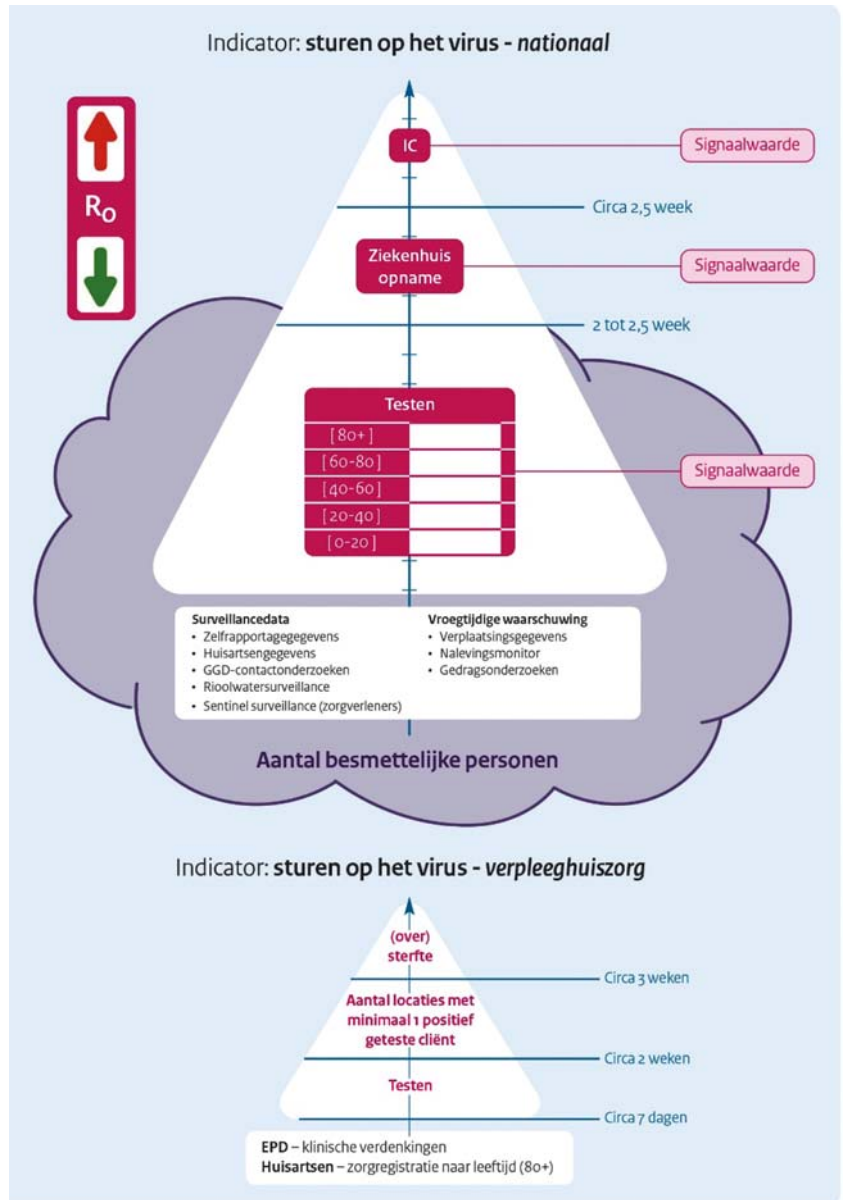 Indicator: sturen op het virus - nationaal
R0
IC
Signaalwaarde
Circa 2,5 week
Ziekenhuis
opname
Signaalwaarde
2 tot 2,5 week
Testen
[80+]
[60-80]
[40-60]
[20-40]
[0-20]
Signaalwaarde
Surveillancedata
• Zelfrapportagegegevens
• Huisartsengegevens
• GGD-contactonderzoeken
• Rioolwatersurveillance
• Sentinel surveillance (zorgverleners)
Vroegtijdige waarschuwing
• Verplaatsingsgegevens
• Nalevingsmonitor
• Gedragsonderzoeken
Aantal besmettelijke personen
Indicator: sturen op het virus - verpleeghuiszorg
(over)
sterfte
Circa 3 weken
Aantal locaties met
minimaal 1 positief
geteste cliënt
Circa 2 weken
Testen
Circa 7 dagen
EPD – klinische verdenkingen
Huisartsen – zorgregistratie naar leeftijd (80+)